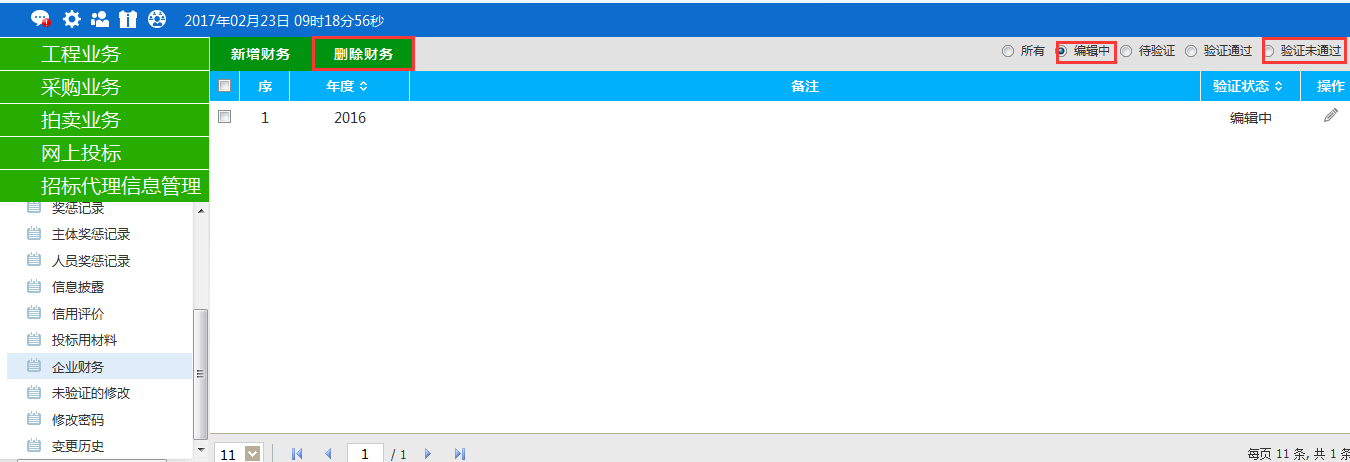 2017年02月23日 09时18分56秒
工程业务
采购业务
拍卖业务
网上投标
招标代理信息管理
奖惩记录
主体奖惩记录
人员奖惩记录
信息披露
信用评价
投标用材料
企业财务
未验证的修改
修改密码
变更历史
新增财务 删除财务 所有 编辑中 待验证 验证通过 验证未通过
序 年度 备注 验证状态 操作
1 2016 编辑中
11 1 / 1 每页 11 条, 共 1 条